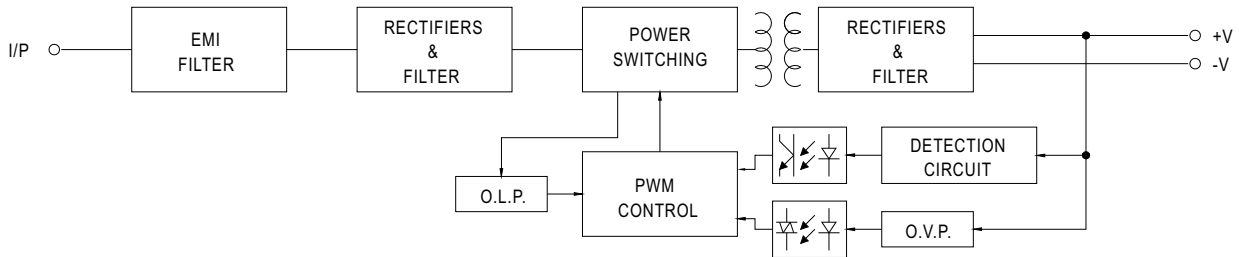 I/P
EMI
FILTER
RECTIFIERS
&
FILTER
POWER
SWITCHING
RECTIFIERS
&
FILTER
+V
-V
O.L.P.
PWM
CONTROL
DETECTION
CIRCUIT
O.V.P.